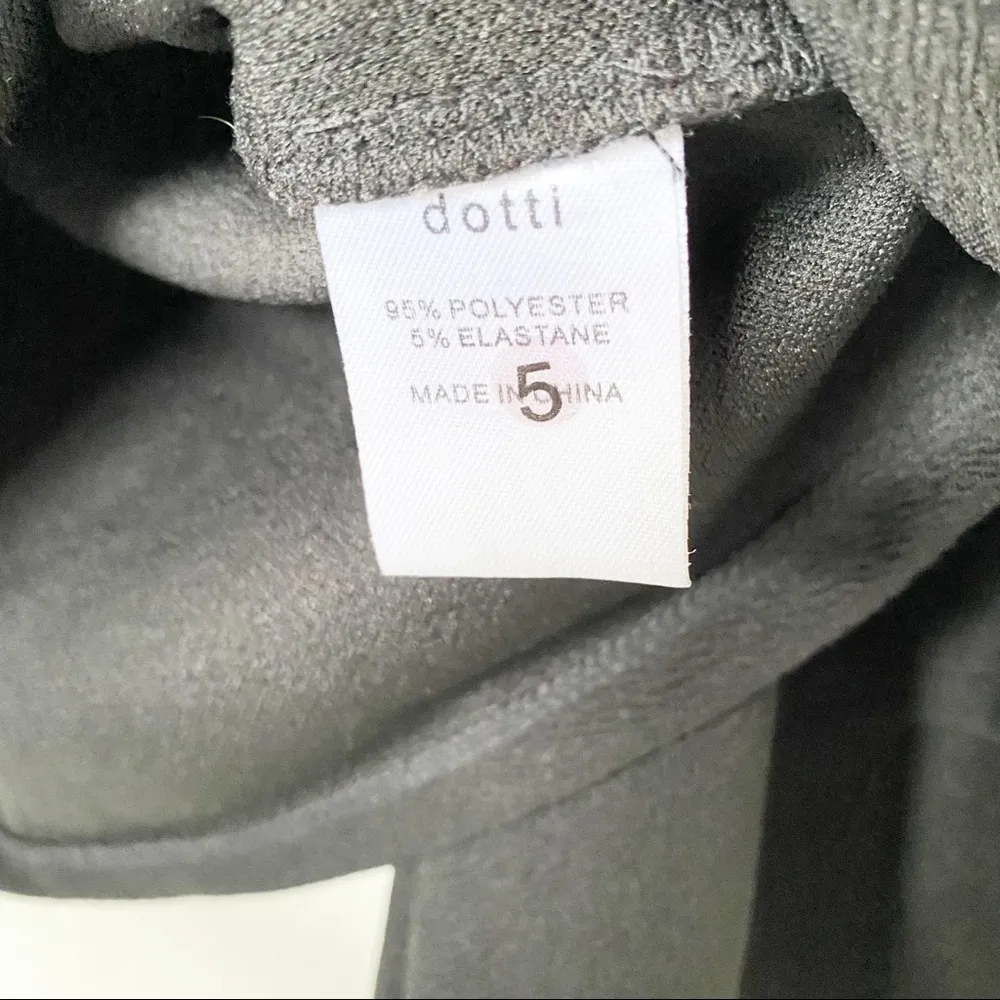 dotti
95% POLYESTER
5% ELASTANE
MADE IN CHINA
5